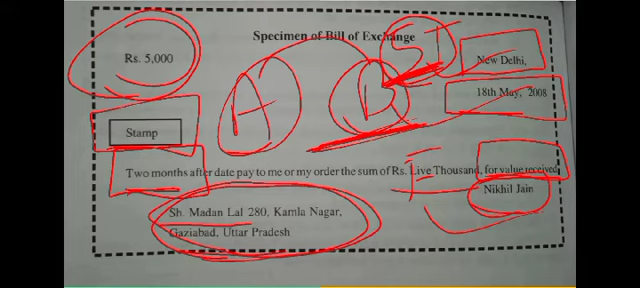 Specimen of Bill of Exchange
Rs. 5,000
New Delhi,
18th May, 2008
Stamp
A
B
SI
Two months after date pay to me or my order the sum of Rs. Live Thousand, for value received
Nikhil Jain
Sh. Madan Lal 280, Kamla Nagar,
Gaziabad, Uttar Pradesh